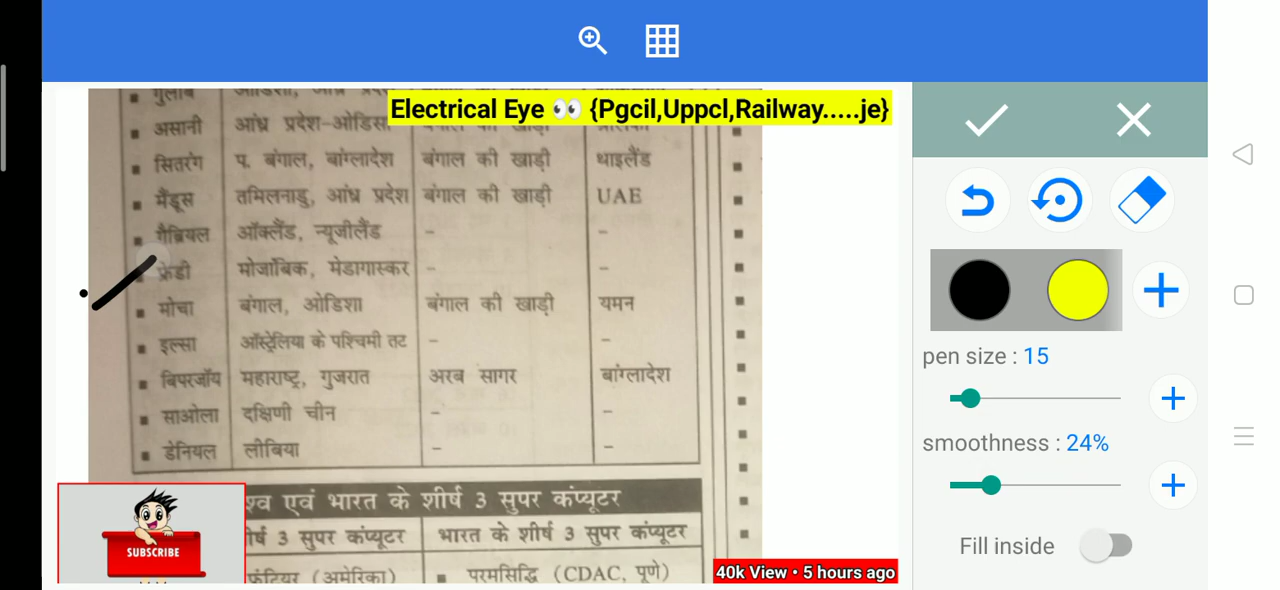 Electrical Eye 👀 {Pgcil,Uppcl,Railway.....je}
▪ गुलाब
▪ असानी आंध्र प्रदेश-ओडिसा बंगाल की खाड़ी
▪ सितरंग प. बंगाल, बांग्लादेश बंगाल की खाड़ी थाइलैंड
▪ मैंडूस तमिलनाडु, आंध्र प्रदेश बंगाल की खाड़ी UAE
▪ गैब्रियल ऑक्लैंड, न्यूजीलैंड – –
फ्रेडी मोजांबिक, मेडागास्कर – –
▪ मोचा बंगाल, ओडिशा बंगाल की खाड़ी यमन
▪ इल्सा ऑस्ट्रेलिया के पश्चिमी तट – –
▪ बिपरजॉय महाराष्ट्र, गुजरात अरब सागर बांग्लादेश
▪ साओला दक्षिणी चीन – –
▪ डेनियल लीबिया – –
श्व एवं भारत के शीर्ष 3 सुपर कंप्यूटर
र्ष 3 सुपर कंप्यूटर भारत के शीर्ष 3 सुपर कंप्यूटर
फ्रंटियर (अमेरिका) ▪ परमसिद्धि (CDAC, पूणे)
SUBSCRIBE
40k View • 5 hours ago
pen size : 15
smoothness : 24%
Fill inside